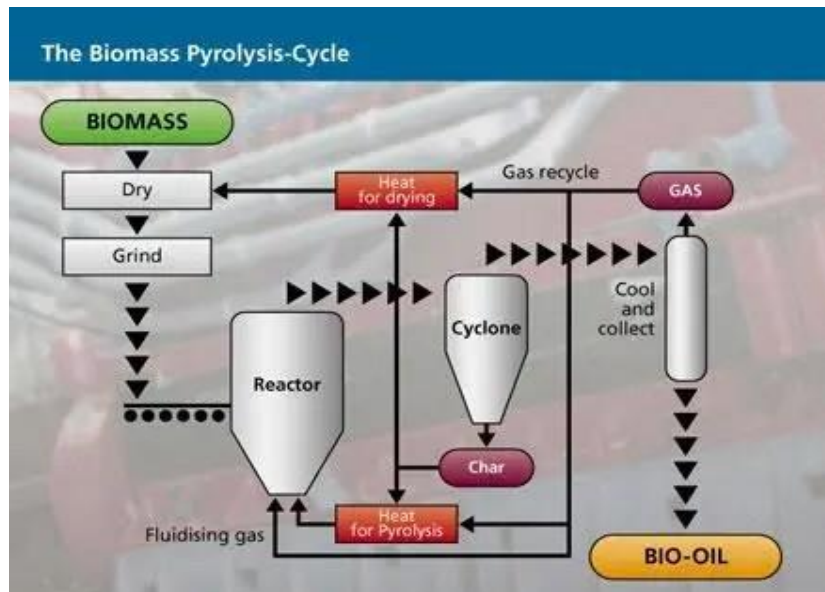 The Biomass Pyrolysis-Cycle
BIOMASS
Dry
Heat
for drying
Gas recycle
GAS
Grind
Reactor
Cyclone
Cool
and
collect
Char
Heat
for Pyrolysis
Fluidising gas
BIO-OIL